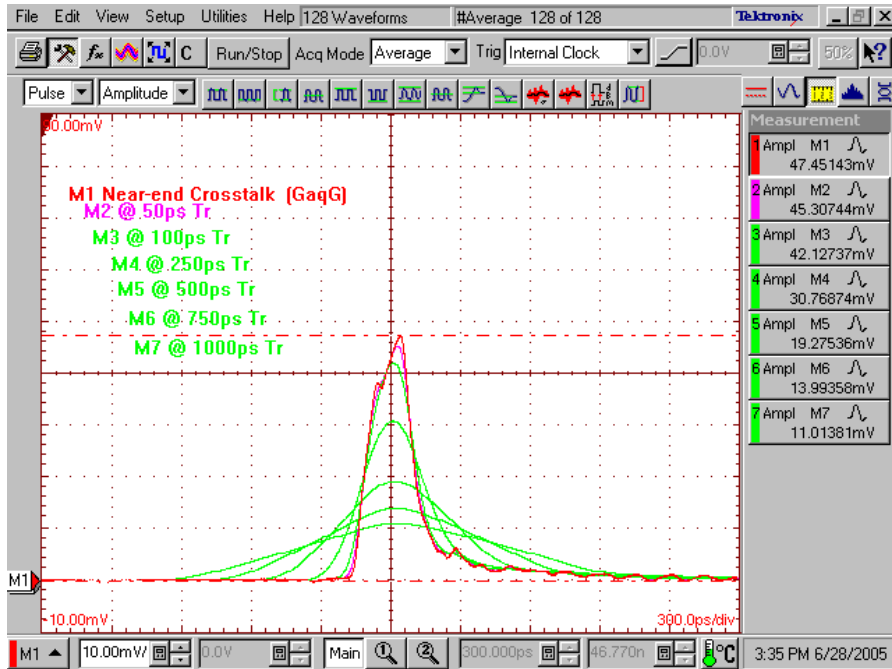 File Edit View Setup Utilities Help 128 Waveforms #Average 128 of 128 Tektronix
C Run/Stop Acq Mode Average Trig Internal Clock 0.0V 50%
Pulse Amplitude
90.00mV
M1 Near-end Crosstalk (GaqG)
M2 @ 50ps Tr
M3 @ 100ps Tr
M4 @ 250ps Tr
M5 @ 500ps Tr
M6 @ 750ps Tr
M7 @ 1000ps Tr
M1
-10.00mV
300.0ps/div
Measurement
1 Ampl M1
47.45143mV
2 Ampl M2
45.30744mV
3 Ampl M3
42.12737mV
4 Ampl M4
30.76874mV
5 Ampl M5
19.27536mV
6 Ampl M6
13.99358mV
7 Ampl M7
11.01381mV
M1 10.00mV/ 0.0V Main 1 2 300.000ps 46.770n °C 3:35 PM 6/28/2005